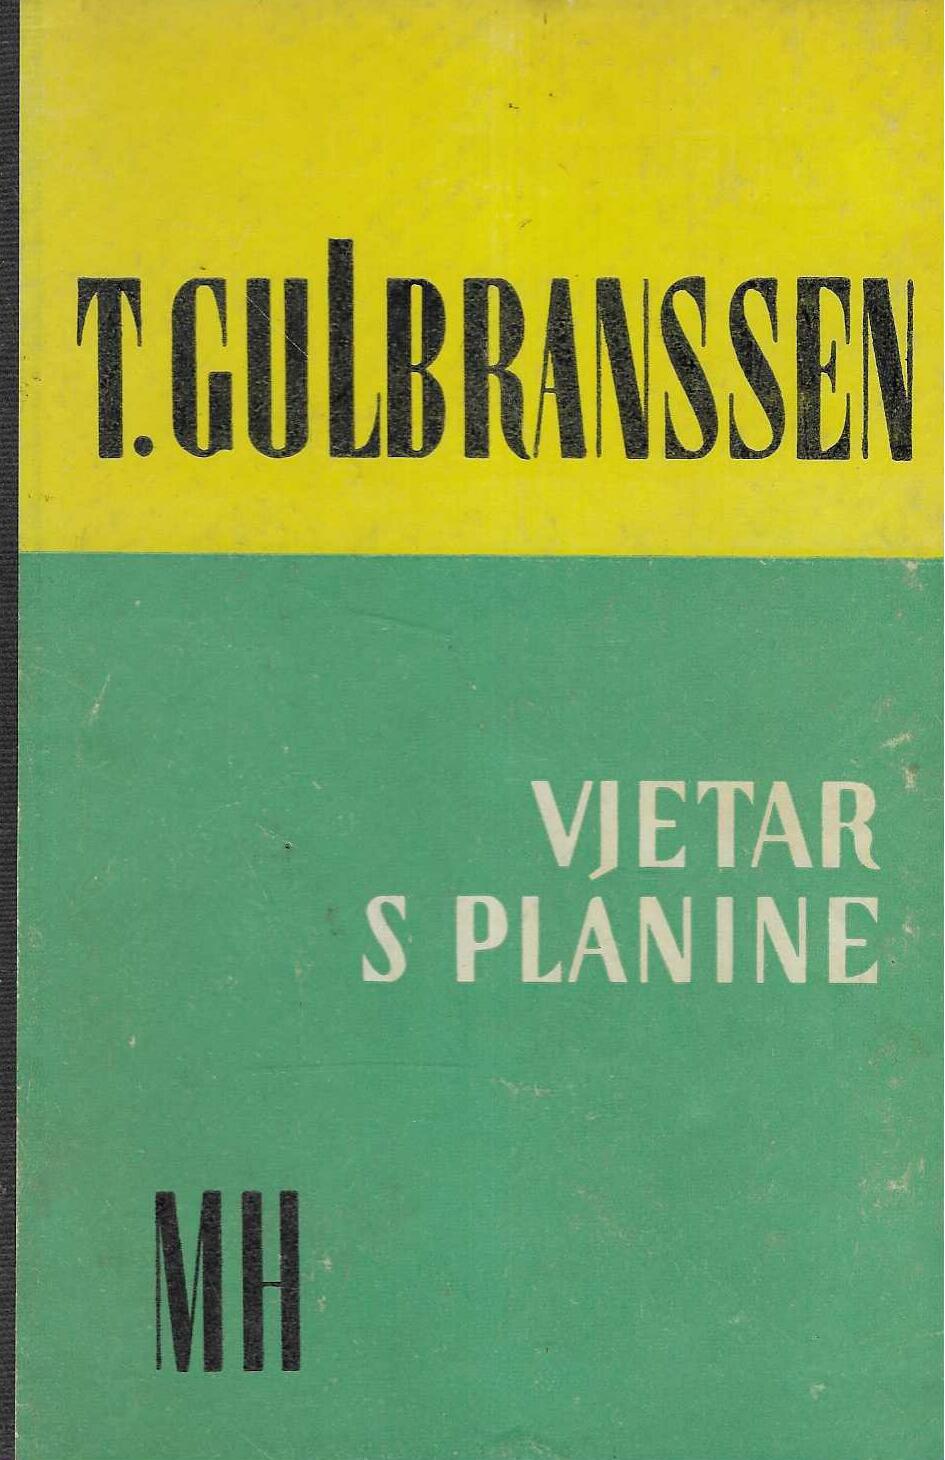 T. GULBRANSSEN
VJETAR
S PLANINE
MH